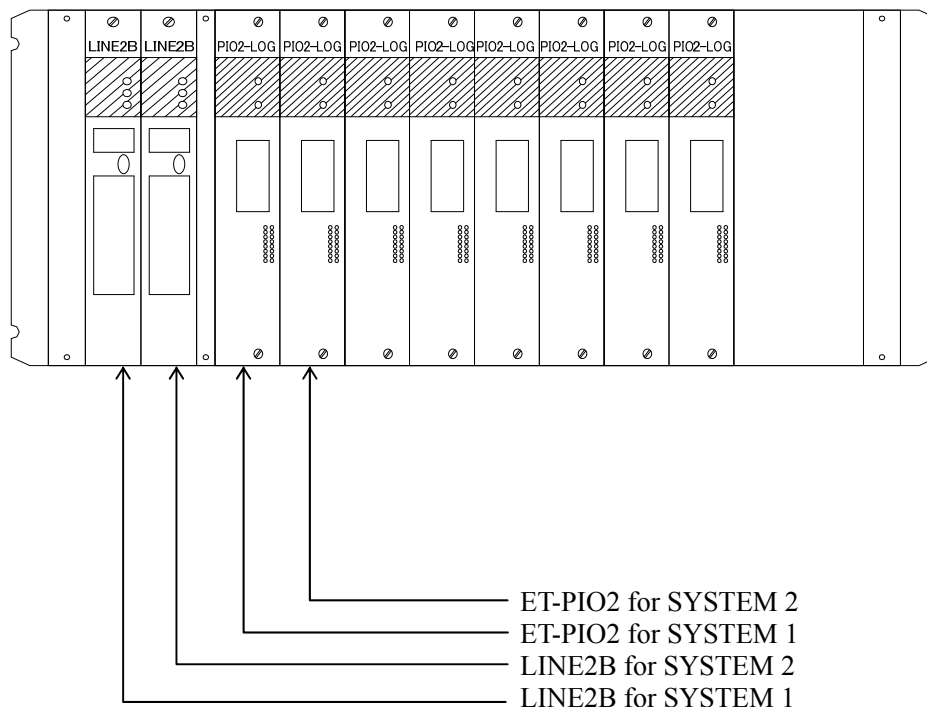 LINE2B LINE2B PIO2-LOG PIO2-LOG PIO2-LOG PIO2-LOG PIO2-LOG PIO2-LOG PIO2-LOG PIO2-LOG
ET-PIO2 for SYSTEM 2
ET-PIO2 for SYSTEM 1
LINE2B for SYSTEM 2
LINE2B for SYSTEM 1